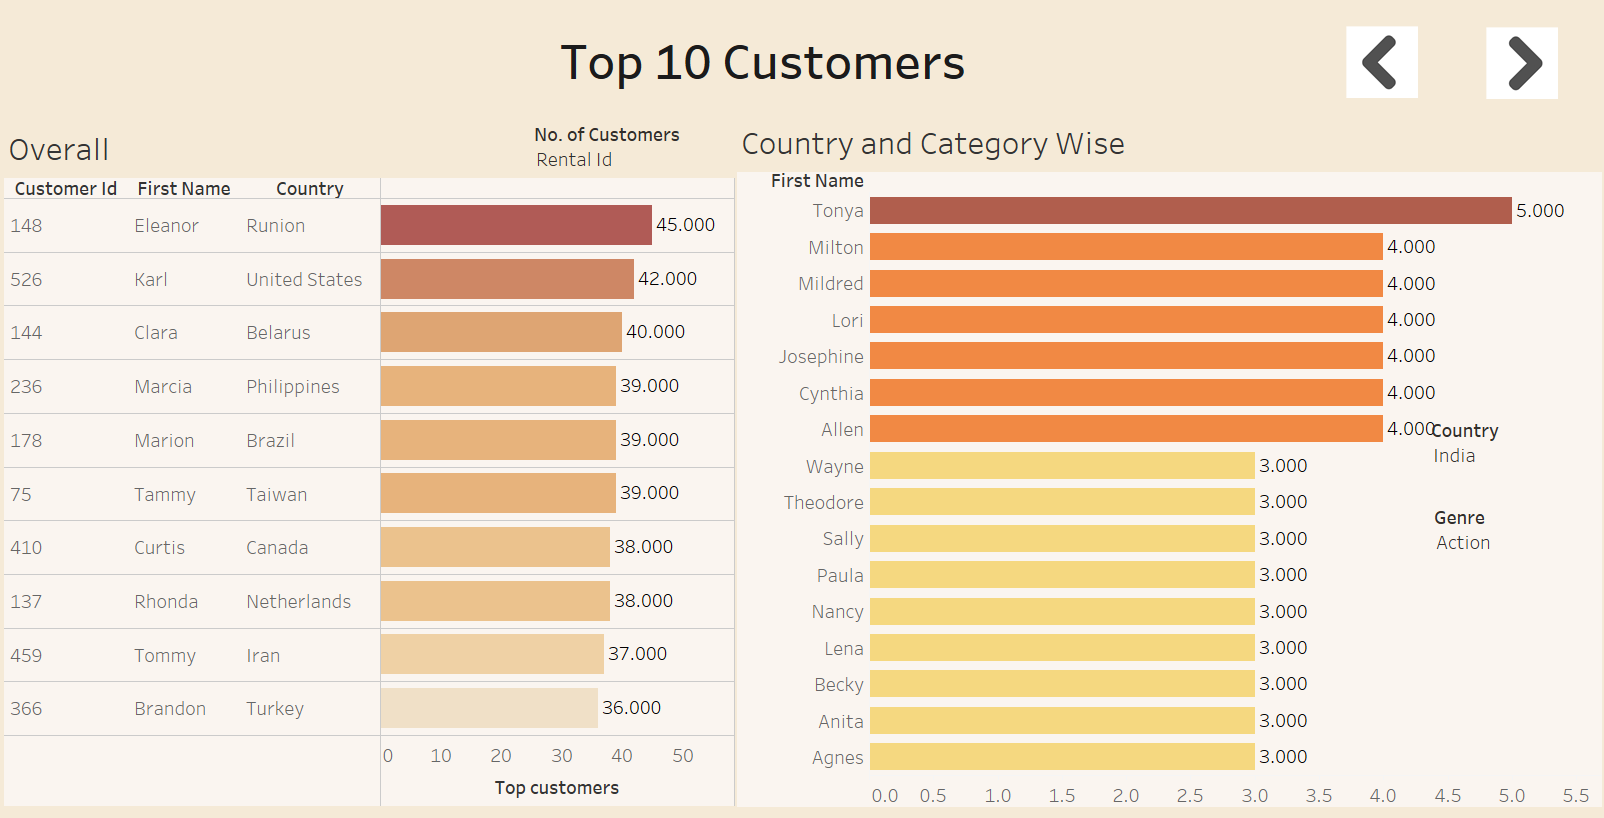 Top 10 Customers
Overall
No. of Customers
Rental Id
Customer Id First Name Country
148 Eleanor Runion 45.000
526 Karl United States 42.000
144 Clara Belarus 40.000
236 Marcia Philippines 39.000
178 Marion Brazil 39.000
75 Tammy Taiwan 39.000
410 Curtis Canada 38.000
137 Rhonda Netherlands 38.000
459 Tommy Iran 37.000
366 Brandon Turkey 36.000
0 10 20 30 40 50
Top customers
Country and Category Wise
First Name
Tonya 5.000
Milton 4.000
Mildred 4.000
Lori 4.000
Josephine 4.000
Cynthia 4.000
Allen 4.000
Wayne 3.000
Theodore 3.000
Sally 3.000
Paula 3.000
Nancy 3.000
Lena 3.000
Becky 3.000
Anita 3.000
Agnes 3.000
0.0 0.5 1.0 1.5 2.0 2.5 3.0 3.5 4.0 4.5 5.0 5.5
Country
India
Genre
Action